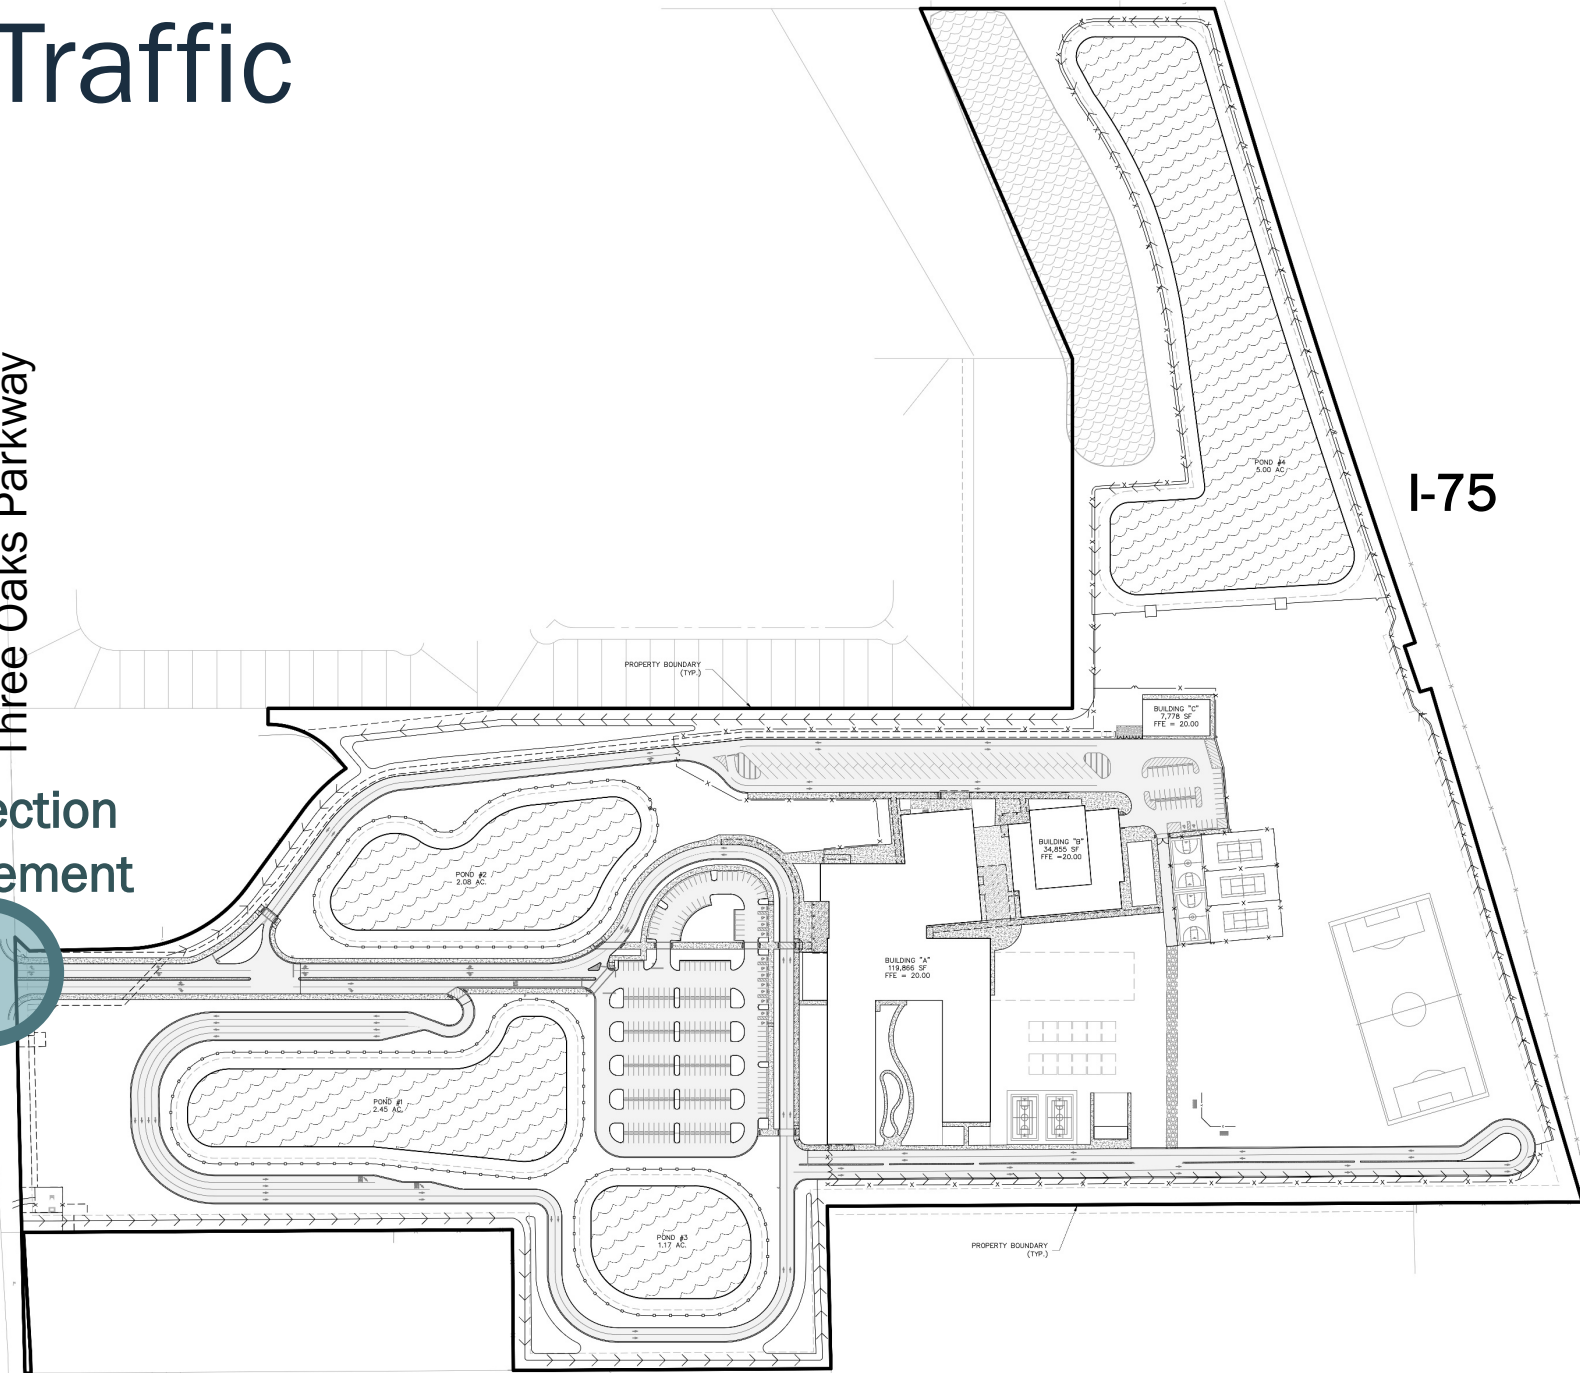 Traffic
Three Oaks Parkway
I-75
POND #4
5.00 AC.
PROPERTY BOUNDARY
(TYP.)
BUILDING "C"
7,778 SF
FFE = 20.00
ection
ement
BUILDING "B"
34,855 SF
FFE =20.00
POND #2
2.08 AC.
BUILDING "A"
119,866 SF
FFE = 20.00
POND #1
2.45 AC.
POND #3
1.17 AC.
PROPERTY BOUNDARY
(TYP.)